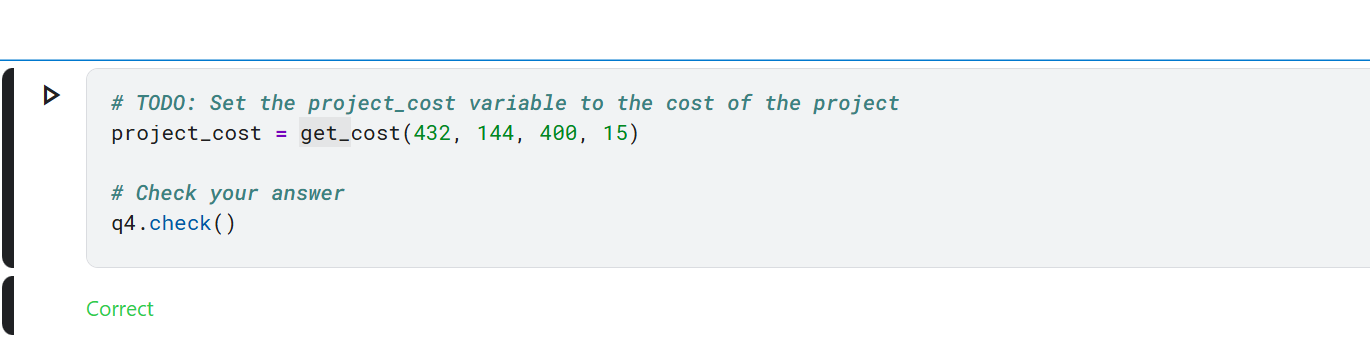 # TODO: Set the project_cost variable to the cost of the project
project_cost = get_cost(432, 144, 400, 15)
# Check your answer
q4.check()
Correct